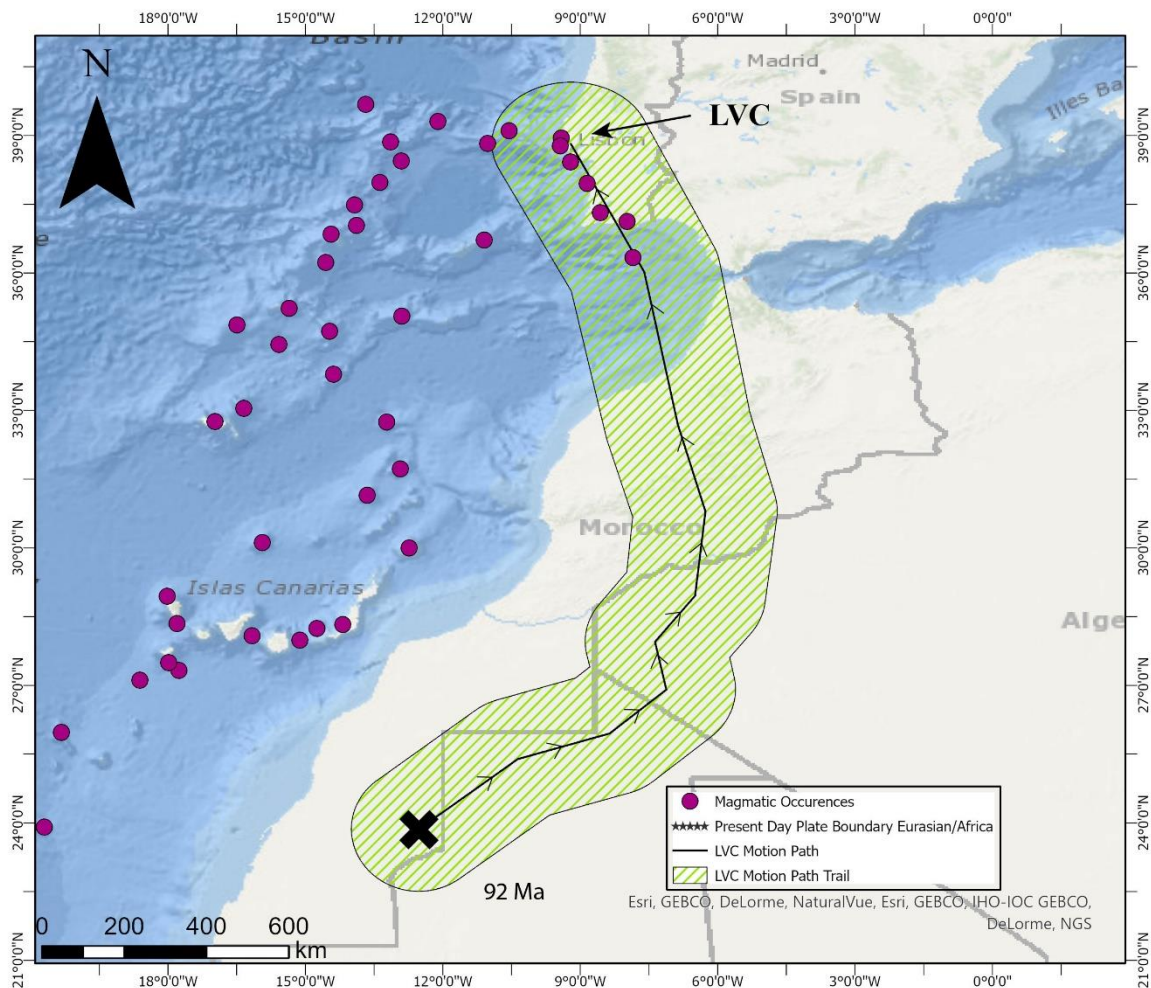 18°0'0"W 15°0'0"W 12°0'0"W 9°0'0"W 6°0'0"W 3°0'0"W 0°0'0"
Basin
N
Madrid
Spain
Illes Ba
LVC
Lisbon
39°0'0"N 39°0'0"N
e
36°0'0"N 36°0'0"N
33°0'0"N 33°0'0"N
Morocco
30°0'0"N 30°0'0"N
Islas Canarias
Alge
27°0'0"N 27°0'0"N
Magmatic Occurences
Present Day Plate Boundary Eurasian/Africa
LVC Motion Path
LVC Motion Path Trail
24°0'0"N 24°0'0"N
92 Ma
Esri, GEBCO, DeLorme, NaturalVue, Esri, GEBCO, IHO-IOC GEBCO,
DeLorme, NGS
0 200 400 600
km
21°0'0"N 21°0'0"N
18°0'0"W 15°0'0"W 12°0'0"W 9°0'0"W 6°0'0"W 3°0'0"W 0°0'0"